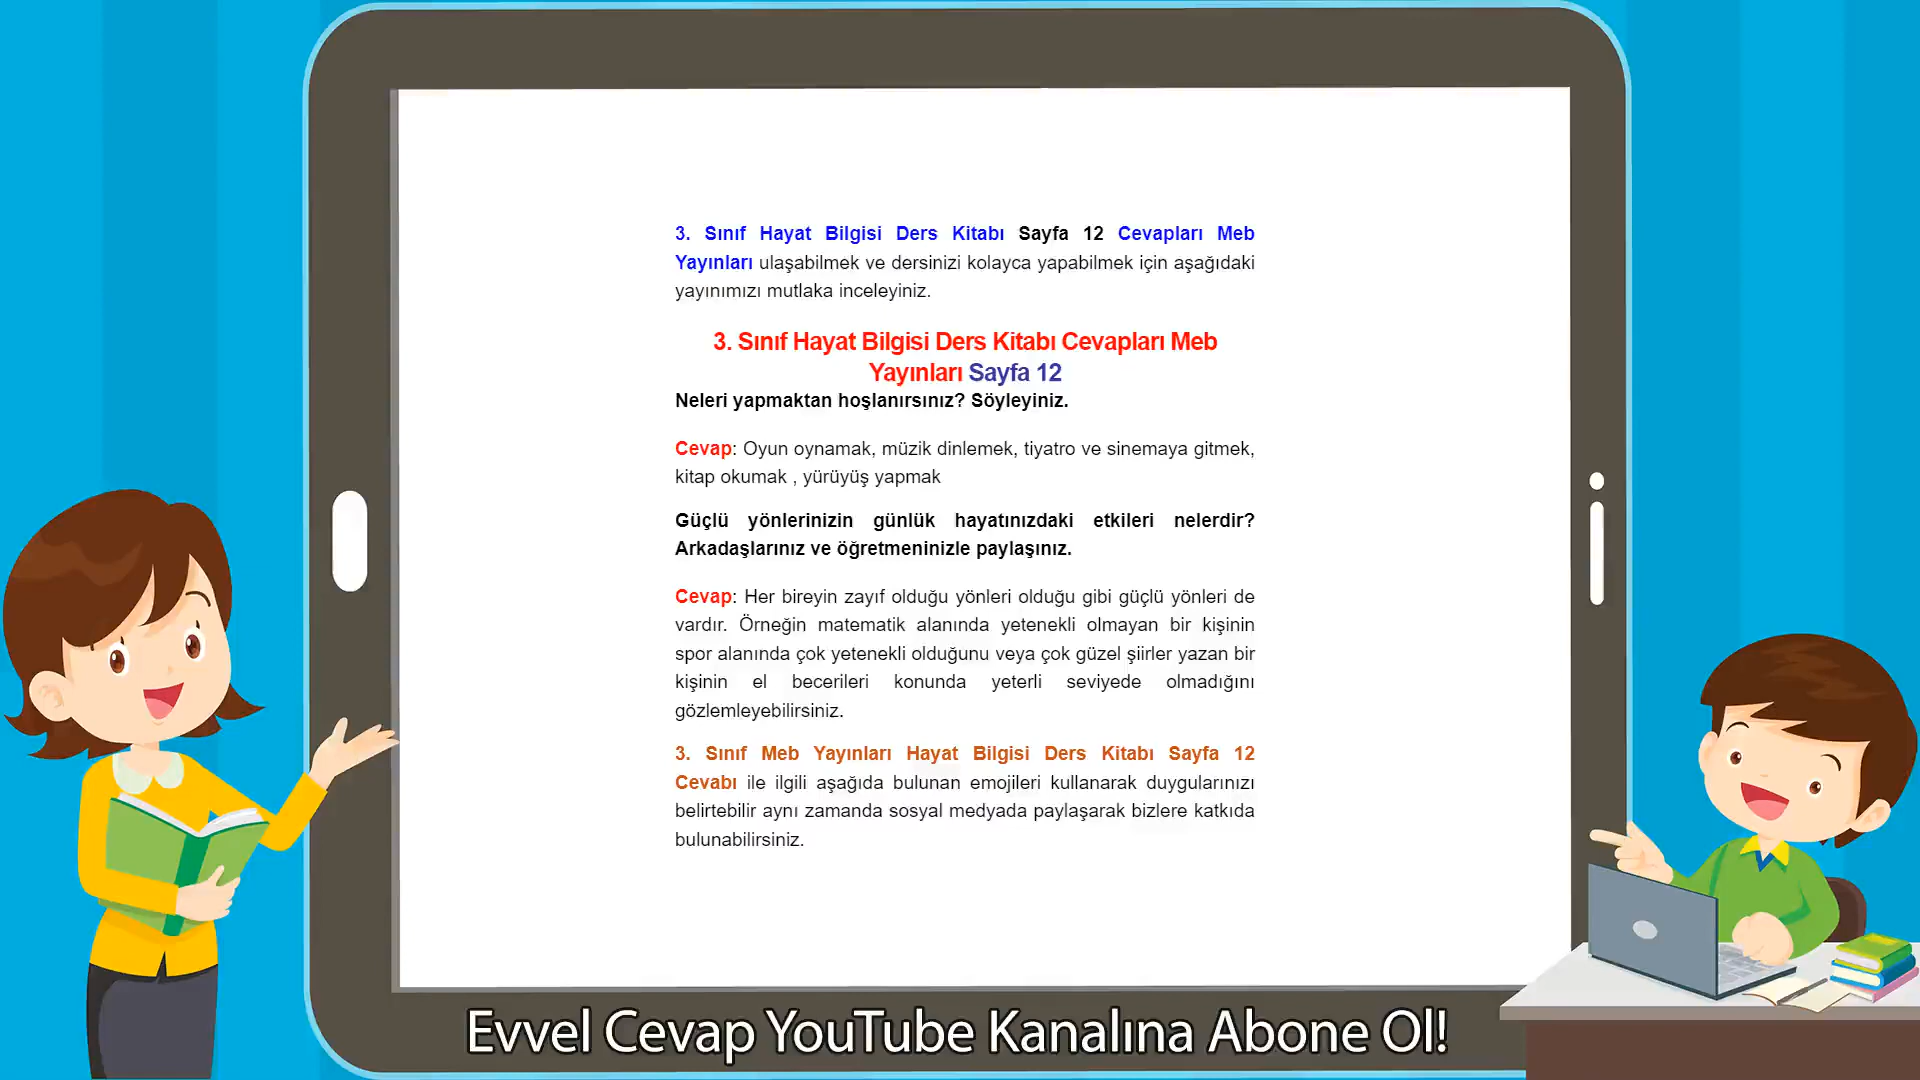 3. Sınıf Hayat Bilgisi Ders Kitabı Sayfa 12 Cevapları Meb
Yayınları ulaşabilmek ve dersinizi kolayca yapabilmek için aşağıdaki
yayınımızı mutlaka inceleyiniz.
3. Sınıf Hayat Bilgisi Ders Kitabı Cevapları Meb
Yayınları Sayfa 12
Neleri yapmaktan hoşlanırsınız? Söyleyiniz.
Cevap: Oyun oynamak, müzik dinlemek, tiyatro ve sinemaya gitmek,
kitap okumak , yürüyüş yapmak
Güçlü yönlerinizin günlük hayatınızdaki etkileri nelerdir?
Arkadaşlarınız ve öğretmeninizle paylaşınız.
Cevap: Her bireyin zayıf olduğu yönleri olduğu gibi güçlü yönleri de
vardır. Örneğin matematik alanında yetenekli olmayan bir kişinin
spor alanında çok yetenekli olduğunu veya çok güzel şiirler yazan bir
kişinin el becerileri konunda yeterli seviyede olmadığını
gözlemleyebilirsiniz.
3. Sınıf Meb Yayınları Hayat Bilgisi Ders Kitabı Sayfa 12
Cevabı ile ilgili aşağıda bulunan emojileri kullanarak duygularınızı
belirtebilir aynı zamanda sosyal medyada paylaşarak bizlere katkıda
bulunabilirsiniz.
Evvel Cevap YouTube Kanalına Abone Ol!